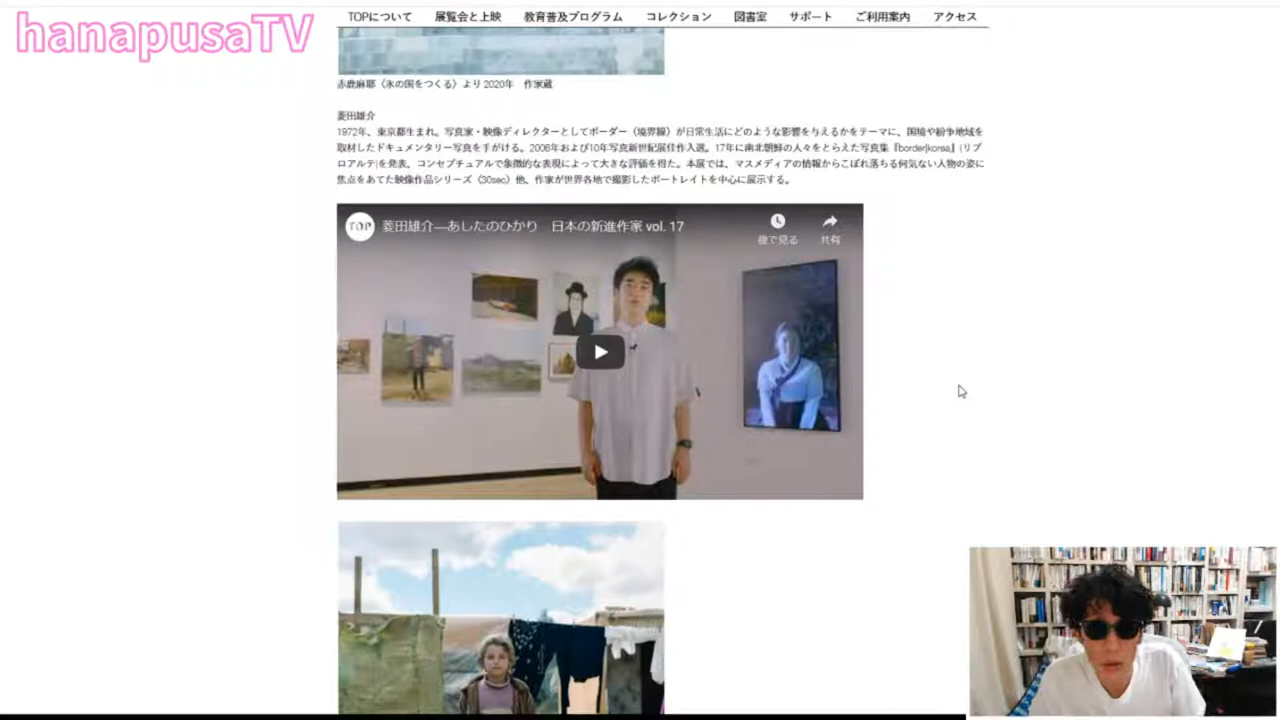 hanapusaTV
TOPについて 展覧会と上映 教育普及プログラム コレクション 図書室 サポート ご利用案内 アクセス
赤鹿麻耶〈氷の国をつくる〉より 2020年 作家蔵
菱田雄介
1972年、東京都生まれ。写真家・映像ディレクターとしてボーダー（境界線）が日常生活にどのような影響を与えるかをテーマに、国境や紛争地域を
取材したドキュメンタリー写真を手がける。2008年および10年写真新世紀展佳作入選。17年に南北朝鮮の人々をとらえた写真集『border|korea』(リブ
ロアルテ)を発表、コンセプチュアルで象徴的な表現によって大きな評価を得た。本展では、マスメディアの情報からこぼれ落ちる何気ない人物の姿に
焦点をあてた映像作品シリーズ〈30sec〉他、作家が世界各地で撮影したポートレイトを中心に展示する。
TOP 菱田雄介—あしたのひかり 日本の新進作家 vol. 17
後で見る 共有